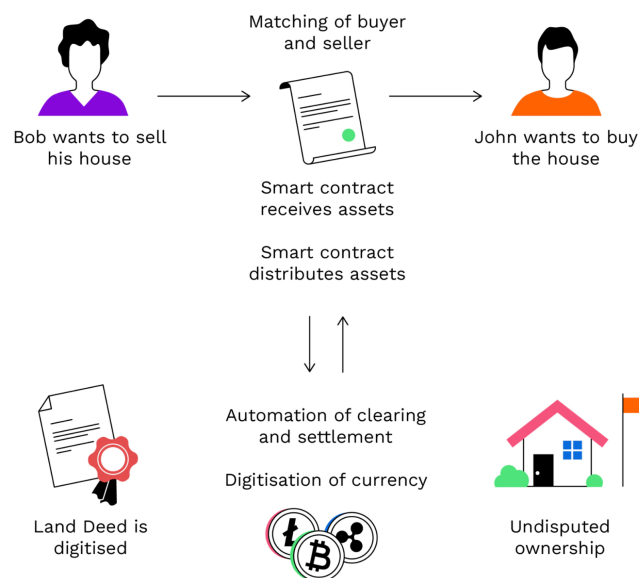 Matching of buyer
and seller
Bob wants to sell
his house
John wants to buy
the house
Smart contract
receives assets
Smart contract
distributes assets
Automation of clearing
and settlement
Digitisation of currency
Land Deed is
digitised
Undisputed
ownership